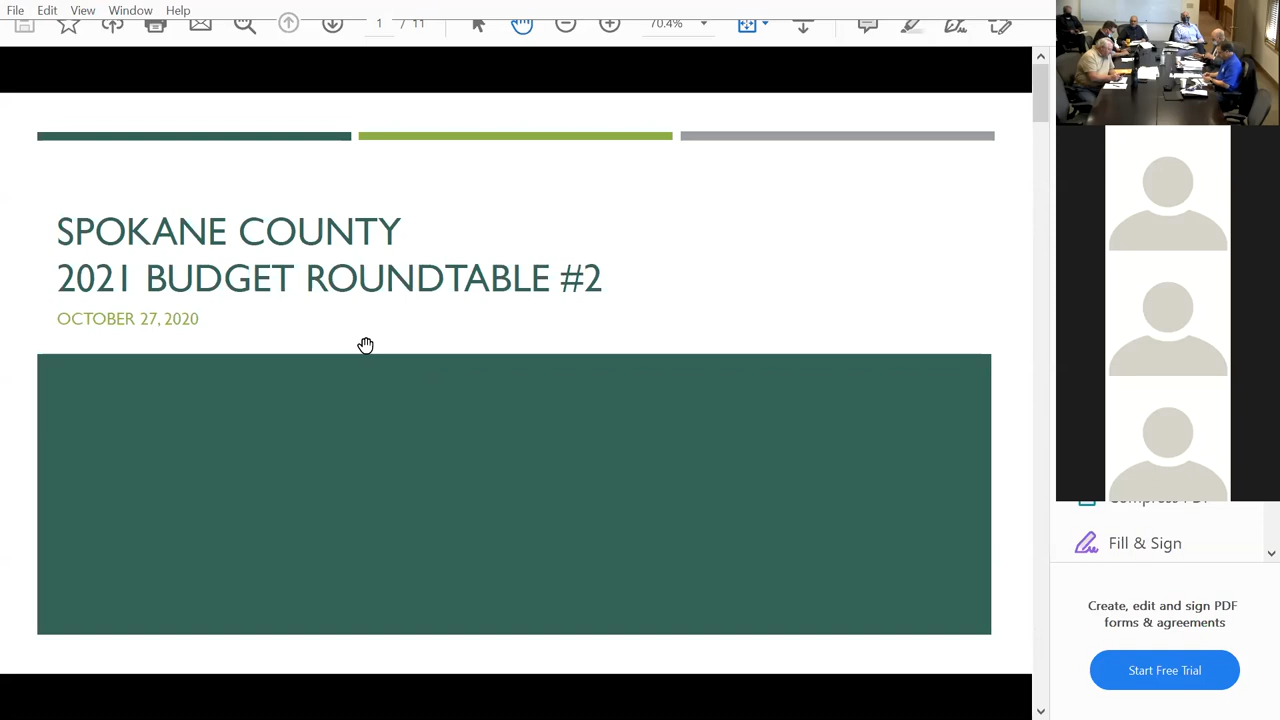 File Edit View Window Help
1 / 11
70.4%
SPOKANE COUNTY
2021 BUDGET ROUNDTABLE #2
OCTOBER 27, 2020
Fill & Sign
Create, edit and sign PDF
forms & agreements
Start Free Trial